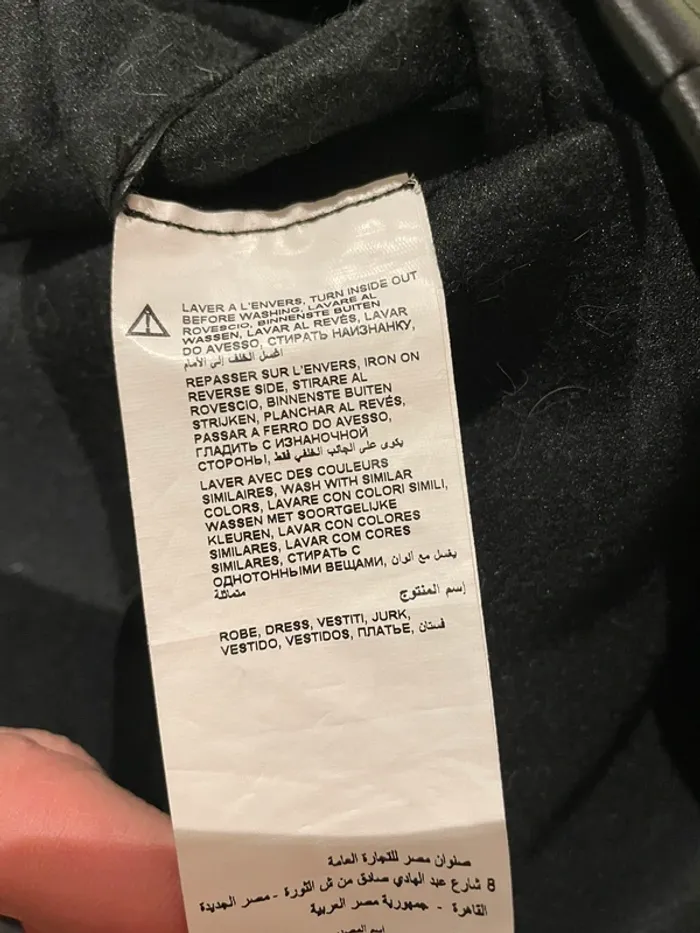 LAVER A L'ENVERS, TURN INSIDE OUT
BEFORE WASHING, LAVARE AL
ROVESCIO, BINNENSTE BUITEN
WASSEN, LAVAR AL REVÉS, LAVAR
DO AVESSO, СТИРАТЬ НАИЗНАНКУ,
اغسل الخلف إلى الأمام
REPASSER SUR L'ENVERS, IRON ON
REVERSE SIDE, STIRARE AL
ROVESCIO, BINNENSTE BUITEN
STRIJKEN, PLANCHAR AL REVÉS,
PASSAR A FERRO DO AVESSO,
ГЛАДИТЬ С ИЗНАНОЧНОЙ
СТОРОНЫ, يكوى على الجانب الخلفي فقط
LAVER AVEC DES COULEURS
SIMILAIRES, WASH WITH SIMILAR
COLORS, LAVARE CON COLORI SIMILI,
WASSEN MET SOORTGELIJKE
KLEUREN, LAVAR CON COLORES
SIMILARES, LAVAR COM CORES
SIMILARES, СТИРАТЬ С
ОДНОТОННЫМИ ВЕЩАМИ, يغسل مع ألوان
متماثلة
إسم المنتوج
ROBE, DRESS, VESTITI, JURK,
VESTIDO, VESTIDOS, ПЛАТЬЕ, فستان
صلوان مصر للتجارة العامة
8 شارع عبد الهادي صادق من ش الثورة - مصر الجديدة
القاهرة - جمهورية مصر العربية